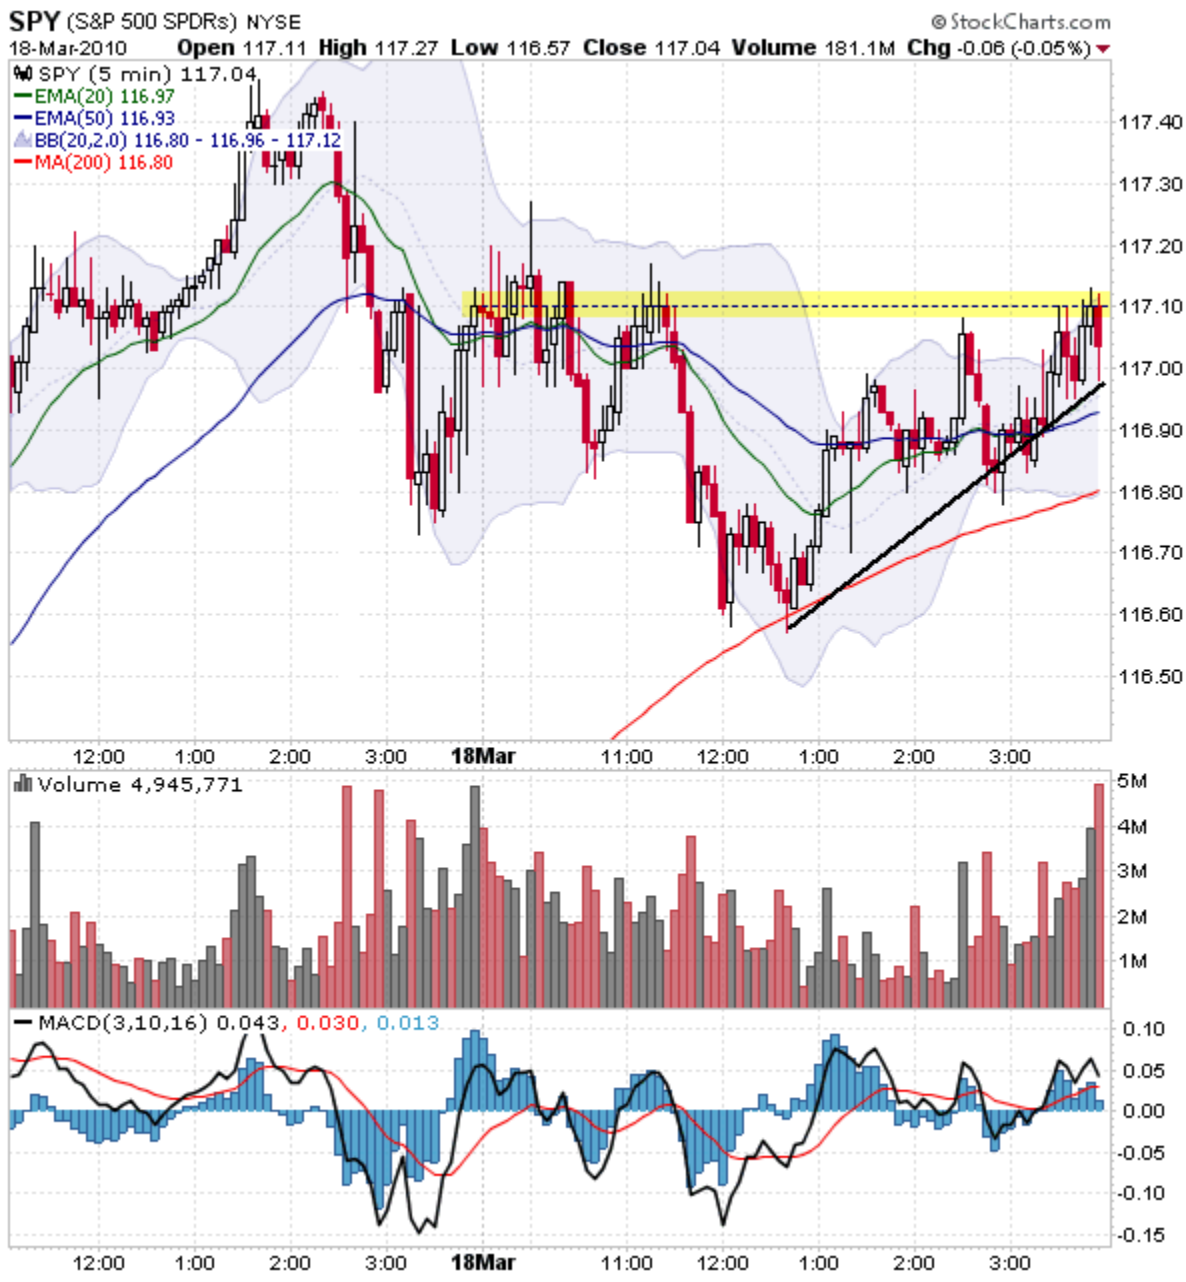 SPY (S&P 500 SPDRs) NYSE © StockCharts.com
18-Mar-2010 Open 117.11 High 117.27 Low 116.57 Close 117.04 Volume 181.1M Chg -0.06 (-0.05%)
SPY (5 min) 117.04
EMA(20) 116.97
EMA(50) 116.93
BB(20,2.0) 116.80 - 116.96 - 117.12
MA(200) 116.80
117.40
117.30
117.20
117.10
117.00
116.90
116.80
116.70
116.60
116.50
12:00 1:00 2:00 3:00 18Mar 11:00 12:00 1:00 2:00 3:00
Volume 4,945,771
5M
4M
3M
2M
1M
MACD(3,10,16) 0.043, 0.030, 0.013
0.10
0.05
0.00
-0.05
-0.10
-0.15
12:00 1:00 2:00 3:00 18Mar 11:00 12:00 1:00 2:00 3:00